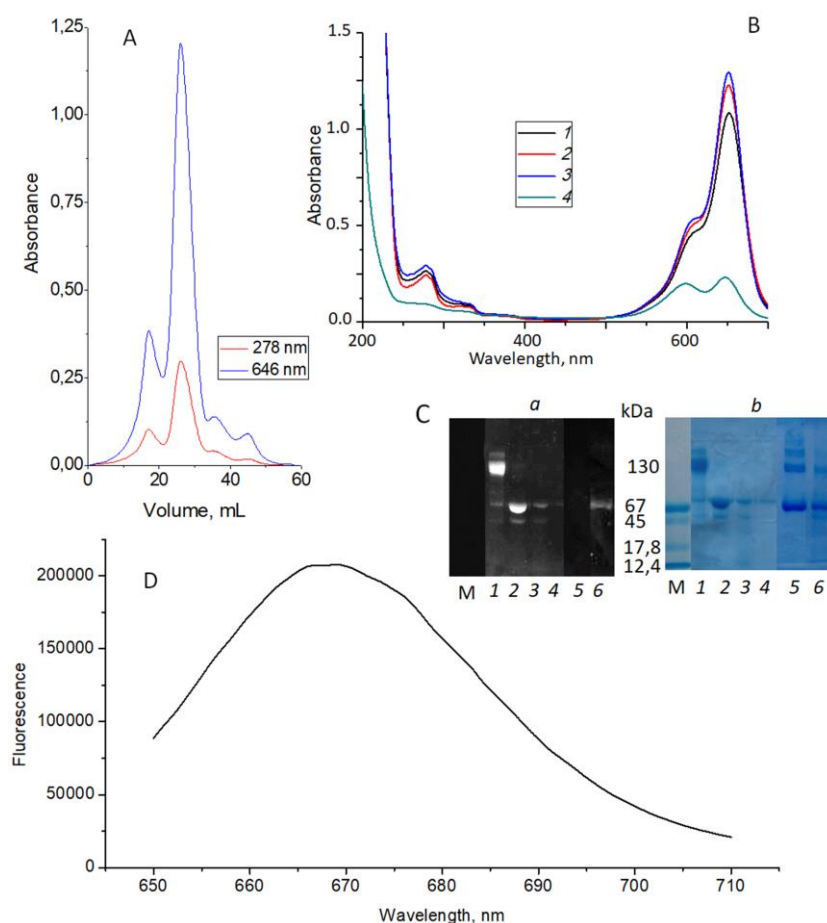 A
1,25
1,00
0,75
0,50
0,25
0,00
Absorbance
0 20 40 60
Volume, mL
278 nm
646 nm
B
1.5
1.0
0.5
0.0
Absorbance
200 400 600
Wavelength, nm
1
2
3
4
C
a kDa b
130
67
45
17,8
12,4
M 1 2 3 4 5 6
M 1 2 3 4 5 6
D
200000
150000
100000
50000
0
Fluorescence
650 660 670 680 690 700 710
Wavelength, nm